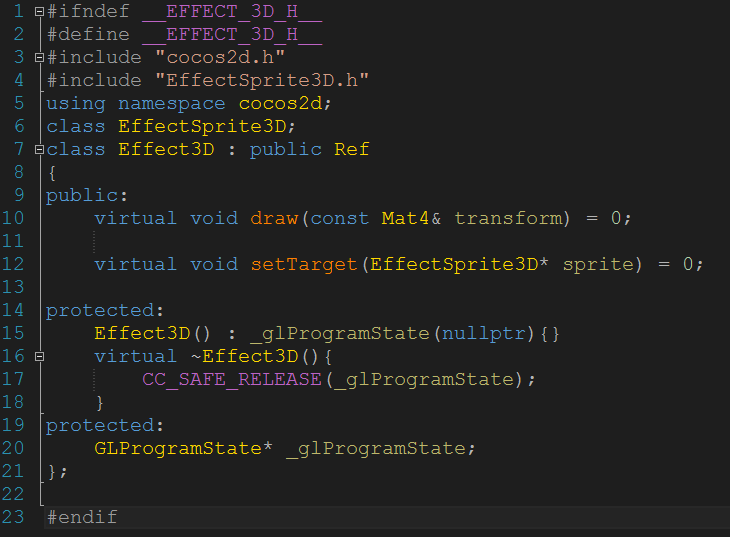 1 #ifndef __EFFECT_3D_H__
2 #define __EFFECT_3D_H__
3 #include "cocos2d.h"
4 #include "EffectSprite3D.h"
5 using namespace cocos2d;
6 class EffectSprite3D;
7 class Effect3D : public Ref
8 {
9 public:
10     virtual void draw(const Mat4& transform) = 0;
11
12     virtual void setTarget(EffectSprite3D* sprite) = 0;
13
14 protected:
15     Effect3D() : _glProgramState(nullptr){}
16     virtual ~Effect3D(){
17         CC_SAFE_RELEASE(_glProgramState);
18     }
19 protected:
20     GLProgramState* _glProgramState;
21 };
22
23 #endif